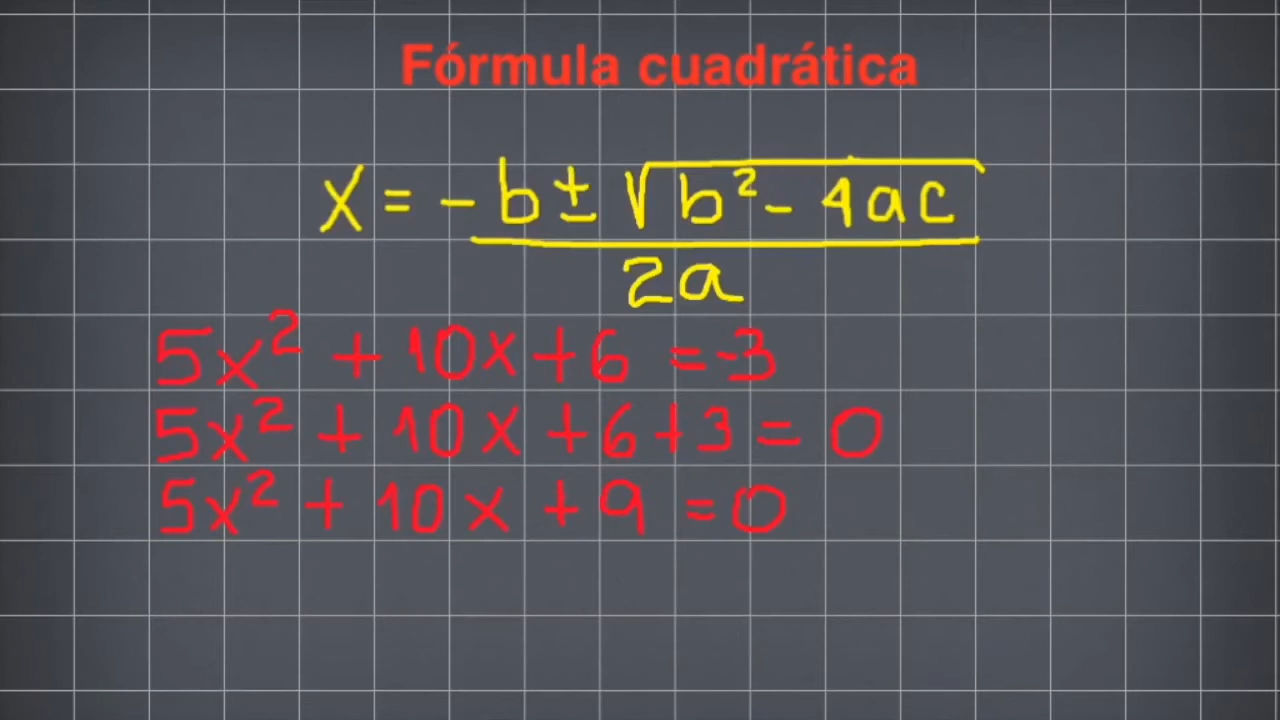 Fórmula cuadrática
X = -b ± √b² - 4ac
2a
5x² + 10x + 6 = -3
5x² + 10x + 6 + 3 = 0
5x² + 10x + 9 = 0